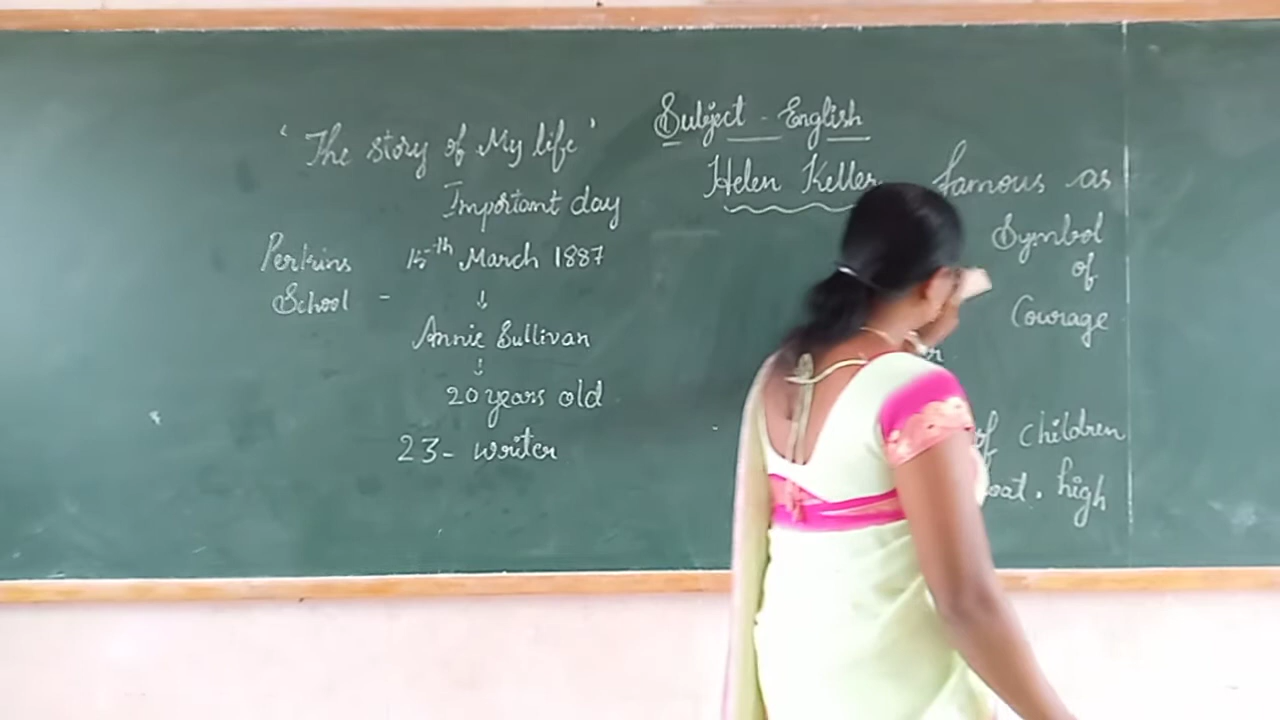 Subject - English
"The story of My life"
Important day
Perkins School - 15th March 1887
↓
Annie Sullivan
↓
20 years old
23 - writer
Helen Keller famous as
Symbol
of
Courage
of children
high